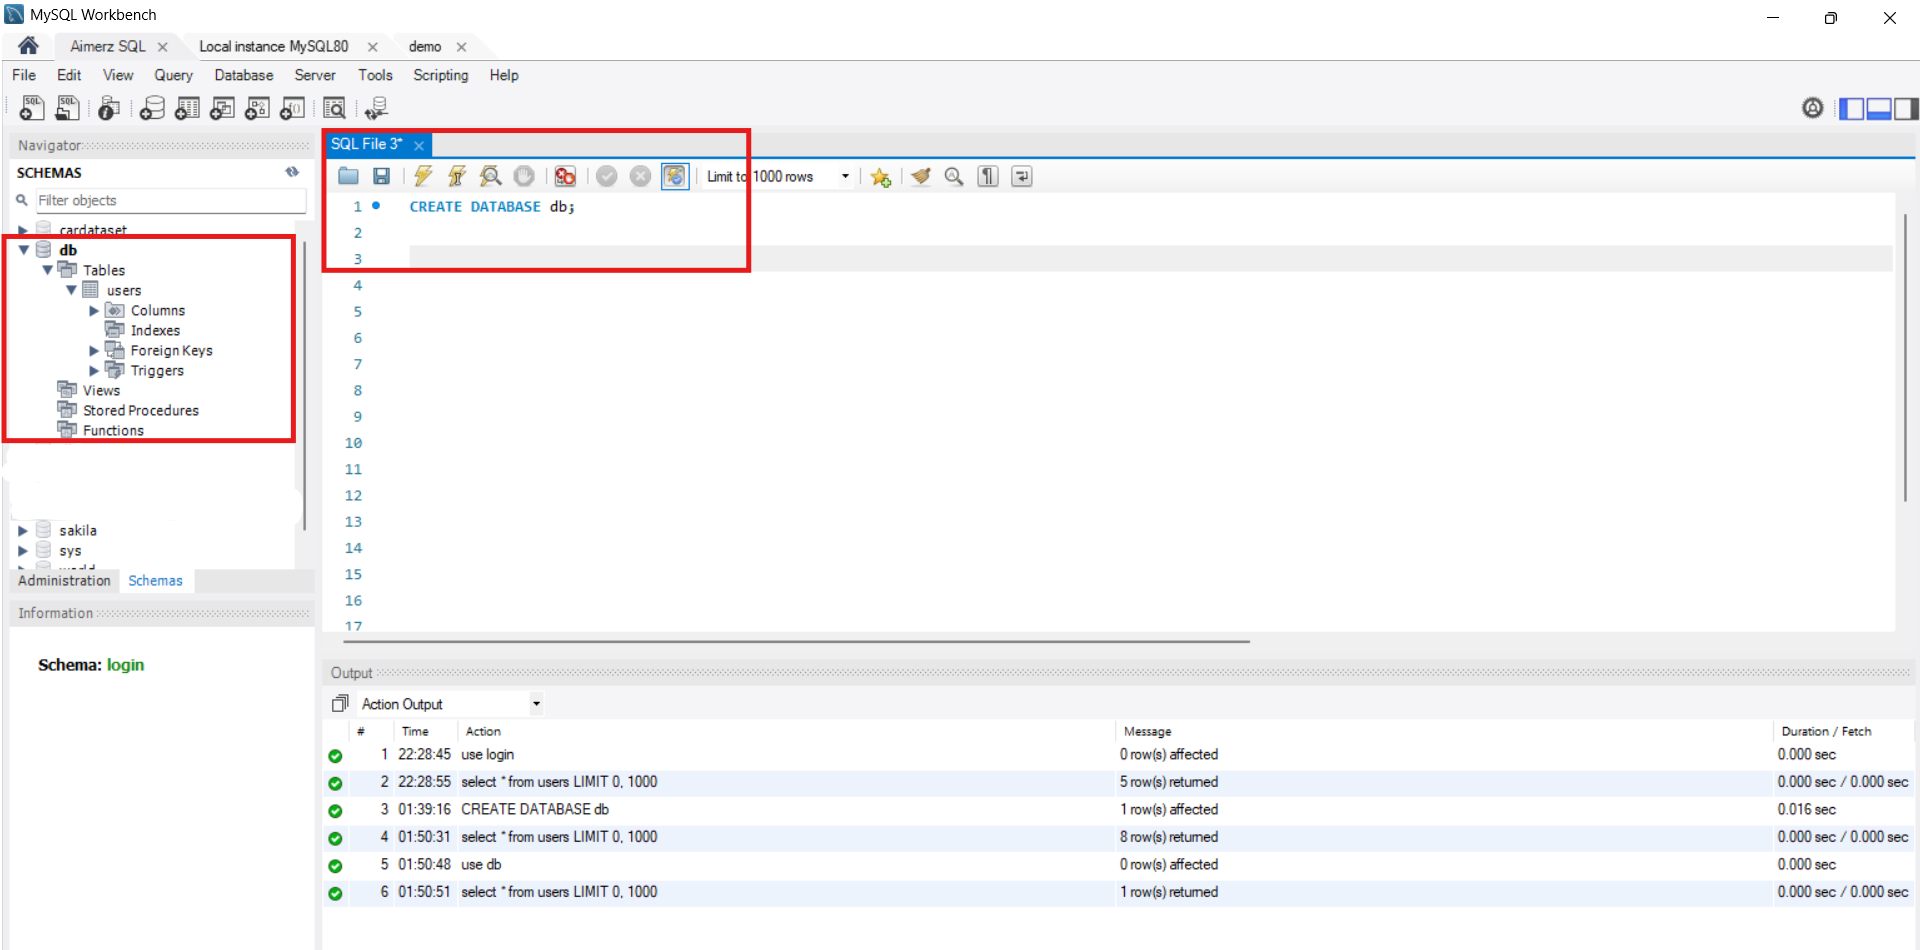 MySQL Workbench
Aimerz SQL
Local instance MySQL80
demo
File Edit View Query Database Server Tools Scripting Help
Navigator
SCHEMAS
Filter objects
cardataset
db
Tables
users
Columns
Indexes
Foreign Keys
Triggers
Views
Stored Procedures
Functions
sakila
sys
world
Administration Schemas
Information
Schema: login
SQL File 3*
Limit to 1000 rows
1 CREATE DATABASE db;
2
3
4
5
6
7
8
9
10
11
12
13
14
15
16
17
Output
Action Output
# Time Action Message Duration / Fetch
1 22:28:45 use login 0 row(s) affected 0.000 sec
2 22:28:55 select * from users LIMIT 0, 1000 5 row(s) returned 0.000 sec / 0.000 sec
3 01:39:16 CREATE DATABASE db 1 row(s) affected 0.016 sec
4 01:50:31 select * from users LIMIT 0, 1000 8 row(s) returned 0.000 sec / 0.000 sec
5 01:50:48 use db 0 row(s) affected 0.000 sec
6 01:50:51 select * from users LIMIT 0, 1000 1 row(s) returned 0.000 sec / 0.000 sec